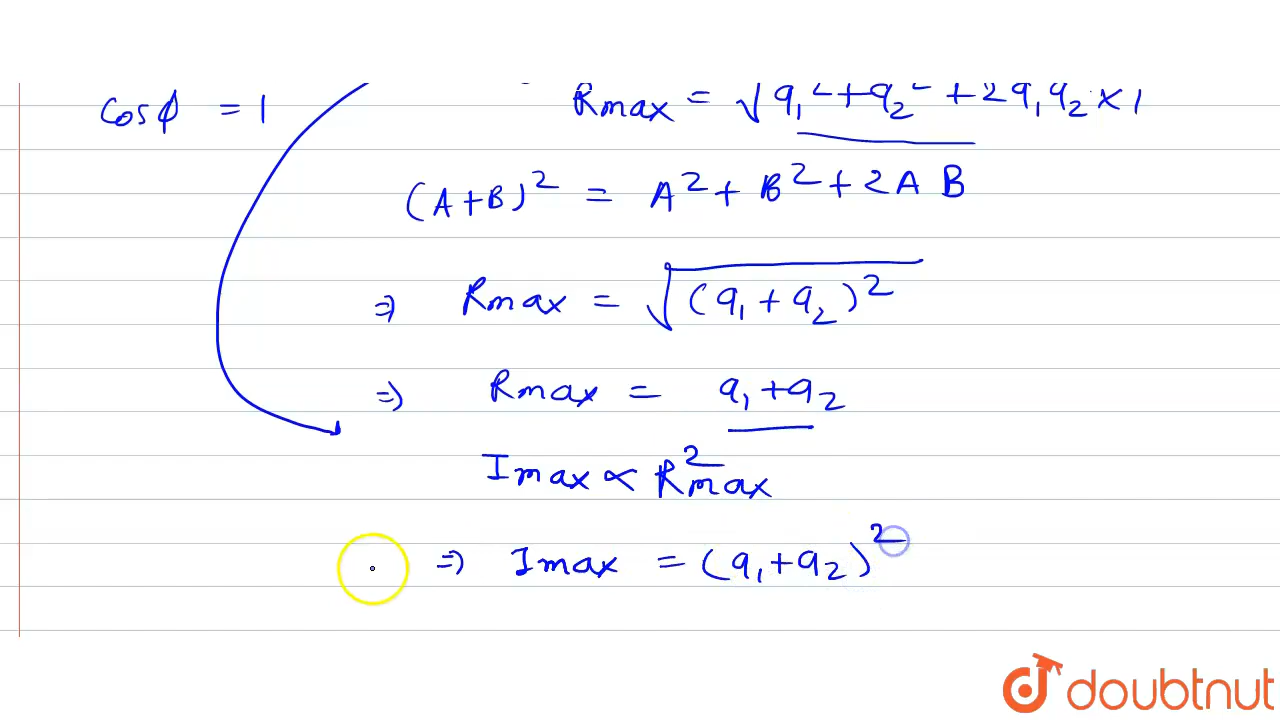 cosφ = 1
Rmax = √a₁² + a₂² + 2a₁a₂ × 1
(A+B)² = A² + B² + 2AB
⇒ Rmax = √(a₁ + a₂)²
⇒ Rmax = a₁ + a₂
Imax ∝ R²max
⇒ Imax = (a₁ + a₂)²
doubtnut